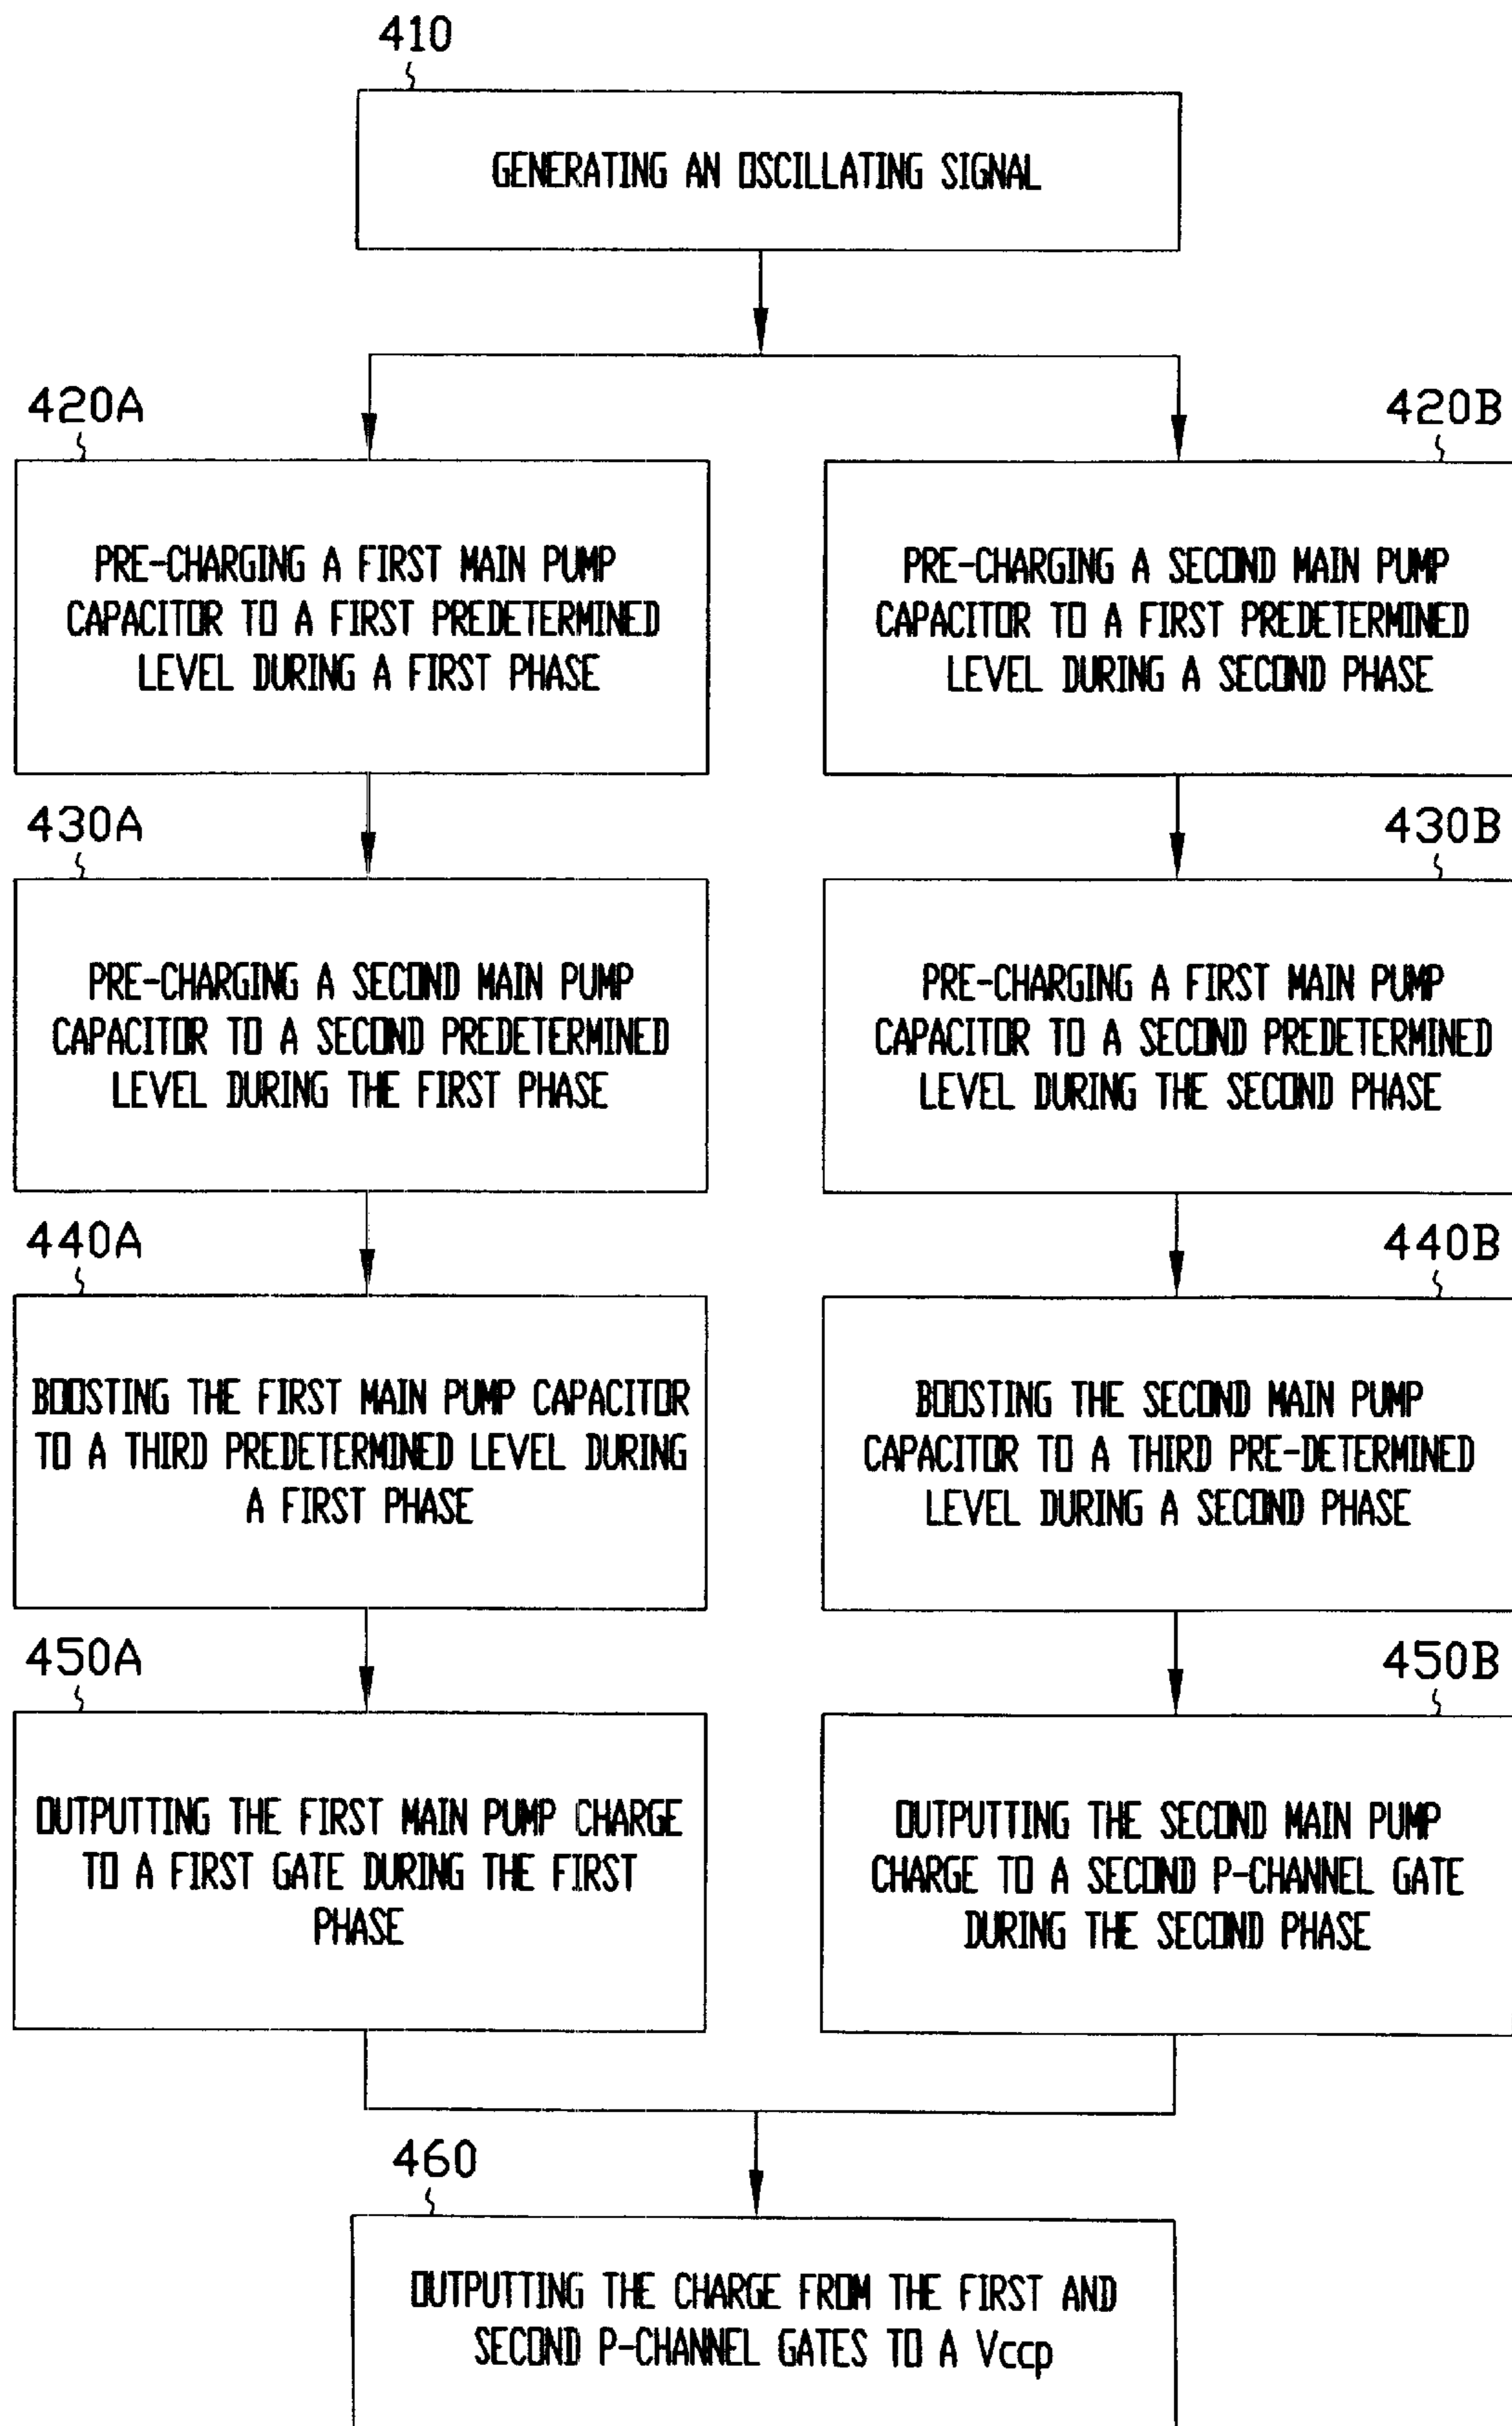 410
GENERATING AN OSCILLATING SIGNAL
420A
PRE-CHARGING A FIRST MAIN PUMP
CAPACITOR TO A FIRST PREDETERMINED
LEVEL DURING A FIRST PHASE
420B
PRE-CHARGING A SECOND MAIN PUMP
CAPACITOR TO A FIRST PREDETERMINED
LEVEL DURING A SECOND PHASE
430A
PRE-CHARGING A SECOND MAIN PUMP
CAPACITOR TO A SECOND PREDETERMINED
LEVEL DURING THE FIRST PHASE
430B
PRE-CHARGING A FIRST MAIN PUMP
CAPACITOR TO A SECOND PREDETERMINED
LEVEL DURING THE SECOND PHASE
440A
BOOSTING THE FIRST MAIN PUMP CAPACITOR
TO A THIRD PREDETERMINED LEVEL DURING
A FIRST PHASE
440B
BOOSTING THE SECOND MAIN PUMP
CAPACITOR TO A THIRD PRE-DETERMINED
LEVEL DURING A SECOND PHASE
450A
OUTPUTTING THE FIRST MAIN PUMP CHARGE
TO A FIRST GATE DURING THE FIRST
PHASE
450B
OUTPUTTING THE SECOND MAIN PUMP
CHARGE TO A SECOND P-CHANNEL GATE
DURING THE SECOND PHASE
460
OUTPUTTING THE CHARGE FROM THE FIRST AND
SECOND P-CHANNEL GATES TO A Vccp